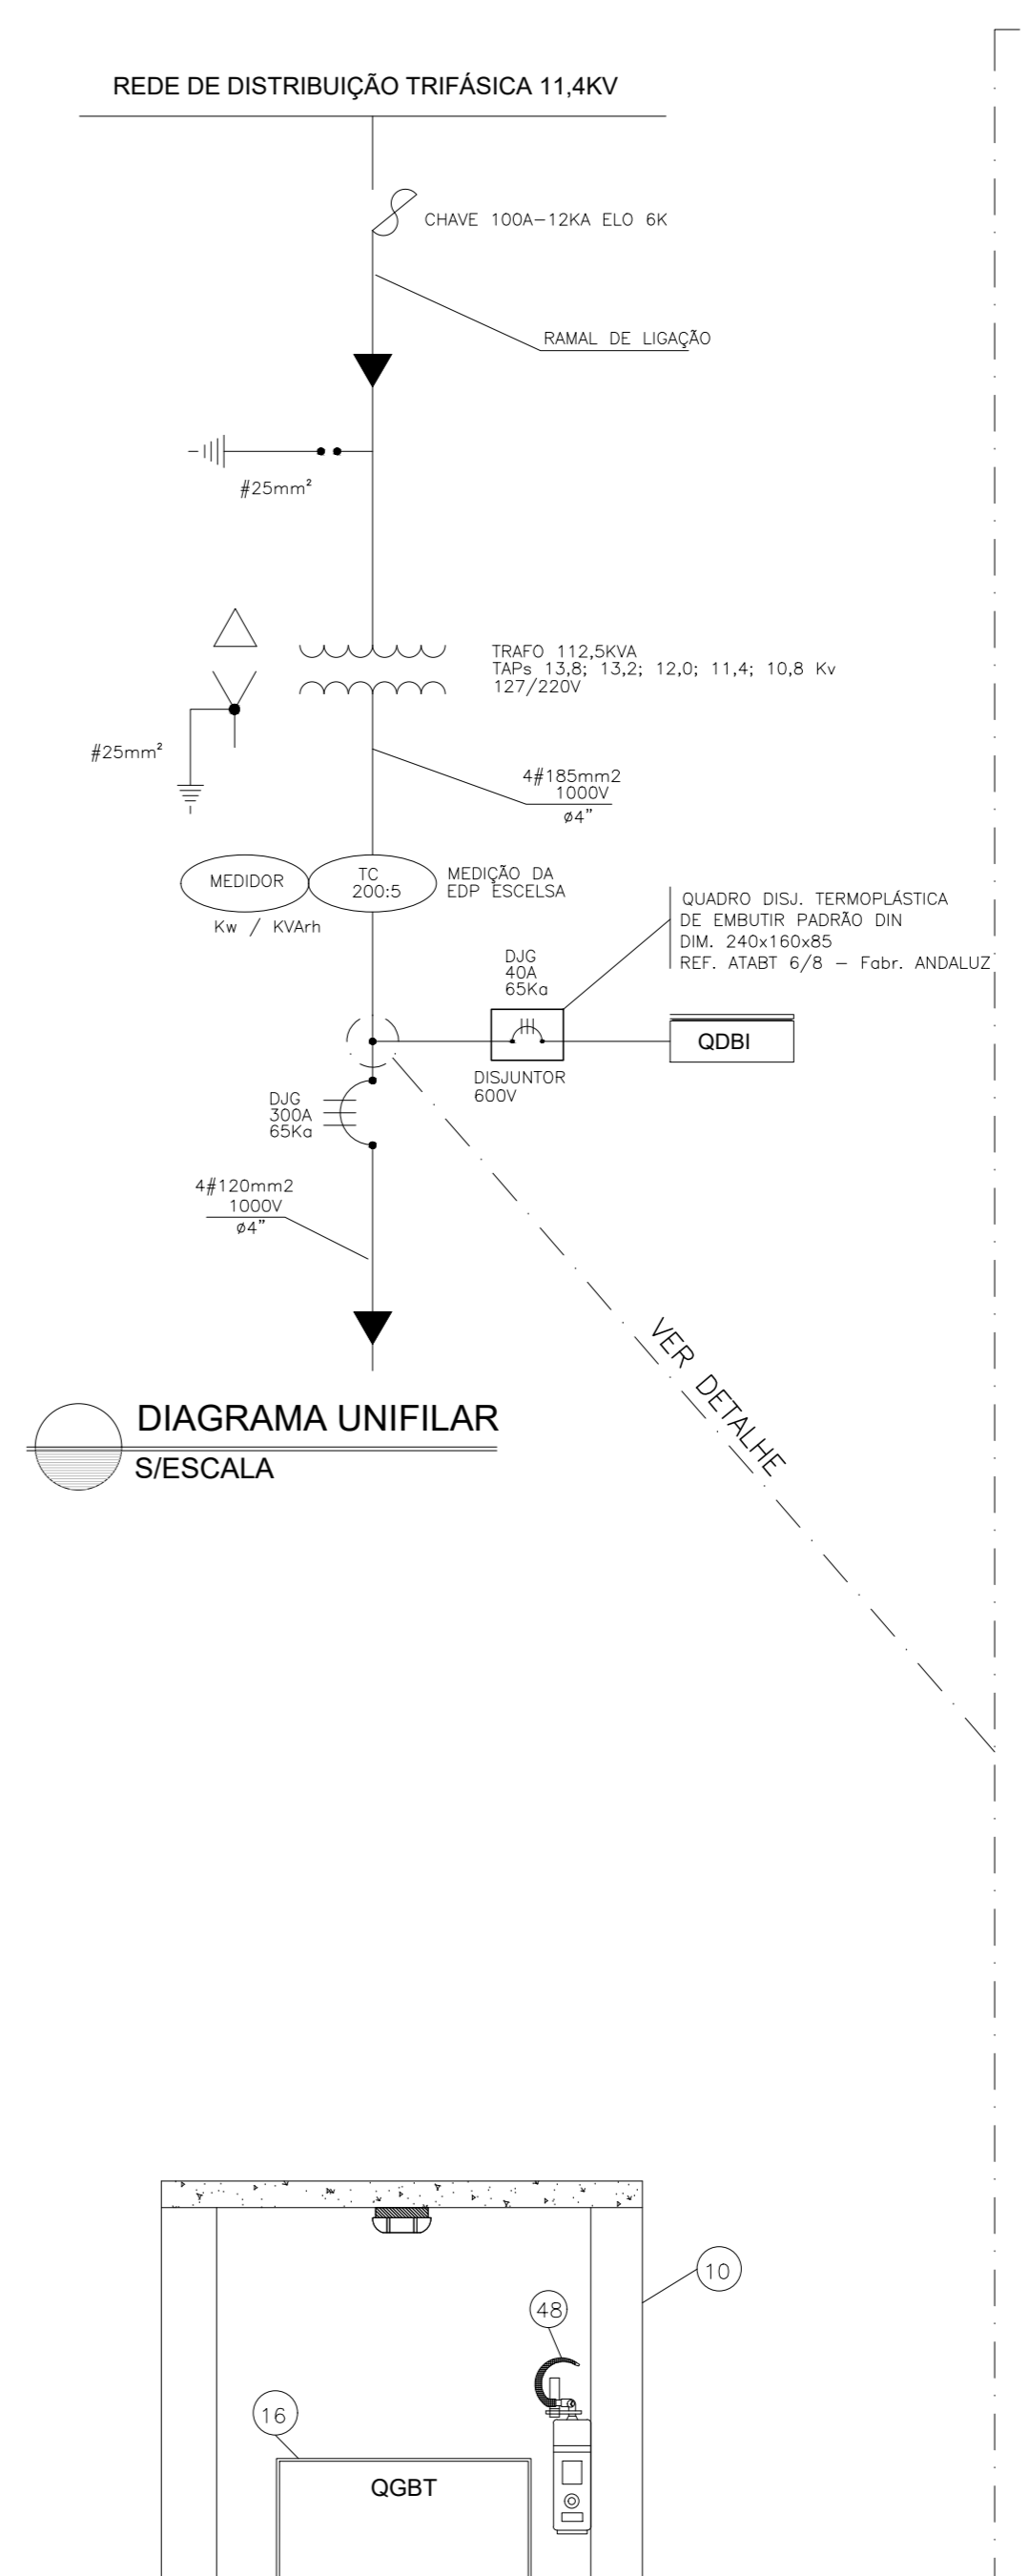 REDE DE DISTRIBUIÇÃO TRIFÁSICA 11,4KV
CHAVE 100A-12KA ELO 6K
RAMAL DE LIGAÇÃO
#25mm²
TRAFO 112,5KVA
TAPs 13,8; 13,2; 12,0; 11,4; 10,8 Kv
127/220V
#25mm²
4#185mm2
1000V
ø4"
MEDIDOR
TC
200:5
MEDIÇÃO DA
EDP ESCELSA
Kw / KVArh
QUADRO DISJ. TERMOPLÁSTICA
DE EMBUTIR PADRÃO DIN
DIM. 240x160x85
REF. ATABT 6/8 - Fabr. ANDALUZ
DJG
40A
65Ka
QDBI
DISJUNTOR
600V
DJG
300A
65Ka
4#120mm2
1000V
ø4"
VER DETALHE
DIAGRAMA UNIFILAR
S/ESCALA
10
48
16
QGBT